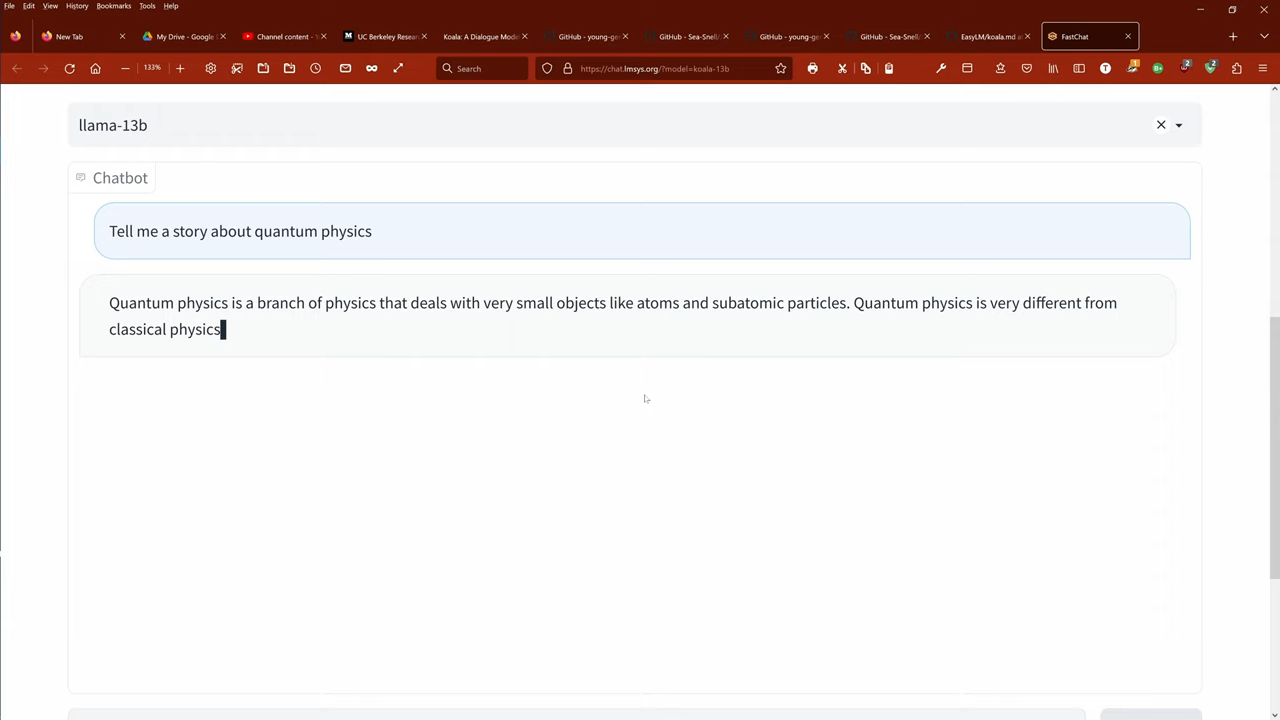 File Edit View History Bookmarks Tools Help
New Tab
My Drive - Google
Channel content -
UC Berkeley Resear
Koala: A Dialogue Mode
GitHub - young-ge
GitHub - Sea-Snell/
GitHub - young-ge
GitHub - Sea-Snell/
EasyLM/koala.md a
FastChat
133%
Search
https://chat.lmsys.org/?model=koala-13b
llama-13b
Chatbot
Tell me a story about quantum physics
Quantum physics is a branch of physics that deals with very small objects like atoms and subatomic particles. Quantum physics is very different from
classical physics